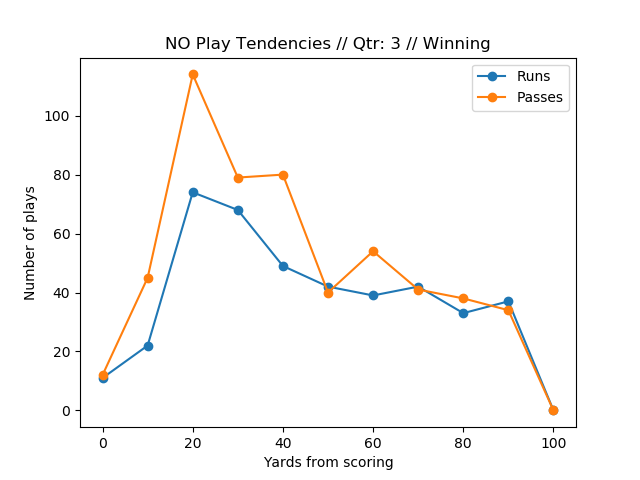 NO Play Tendencies // Qtr: 3 // Winning
Runs
Passes
Number of plays
100
80
60
40
20
0
0 20 40 60 80 100
Yards from scoring